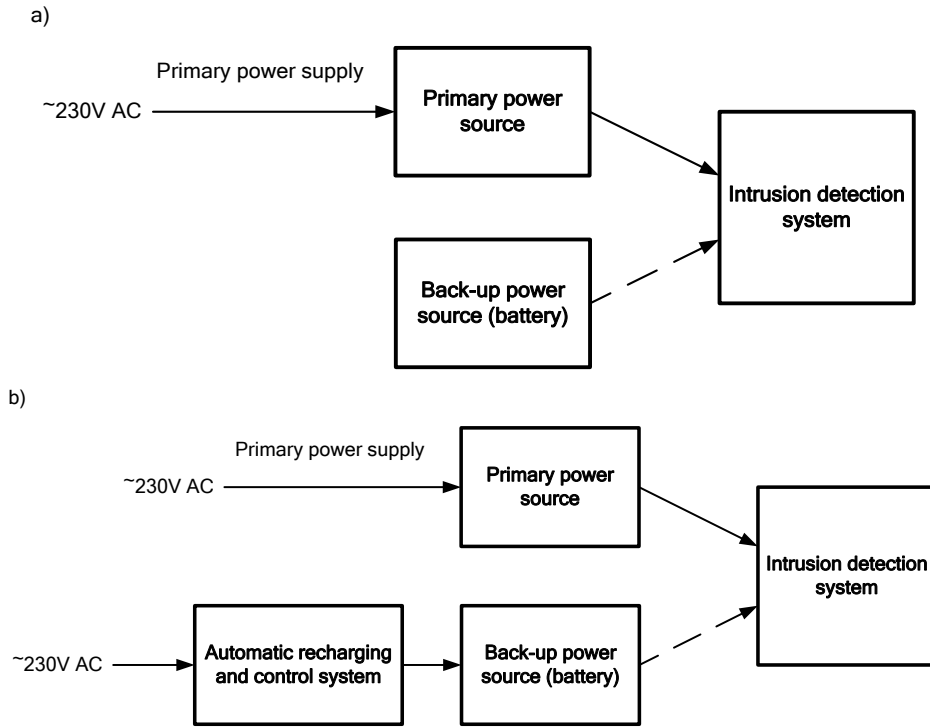 a)
Primary power supply
~230V AC
Primary power
source
Intrusion detection
system
Back-up power
source (battery)
b)
Primary power supply
~230V AC
Primary power
source
Intrusion detection
system
~230V AC
Automatic recharging
and control system
Back-up power
source (battery)